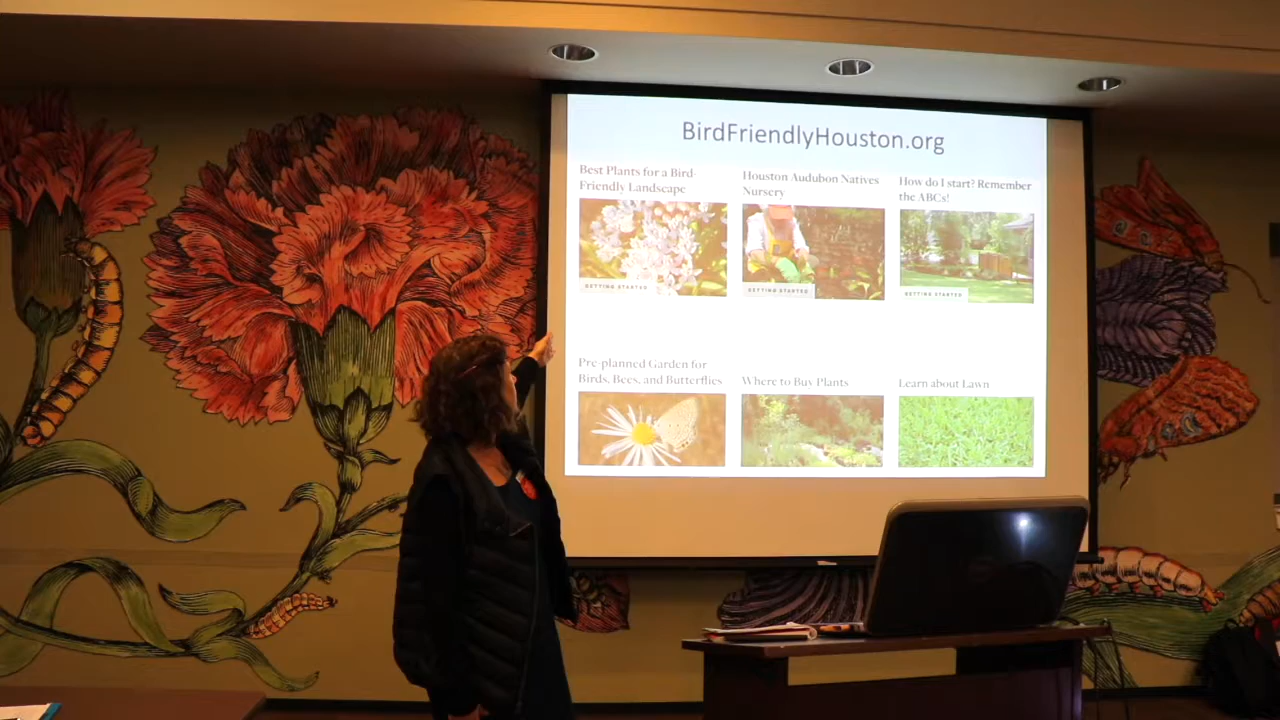 BirdFriendlyHouston.org
Best Plants for a Bird-
Friendly Landscape
GETTING STARTED
Houston Audubon Natives
Nursery
GETTING STARTED
How do I start? Remember
the ABCs!
GETTING STARTED
Pre-planned Garden for
Birds, Bees, and Butterflies
Where to Buy Plants
Learn about Lawn